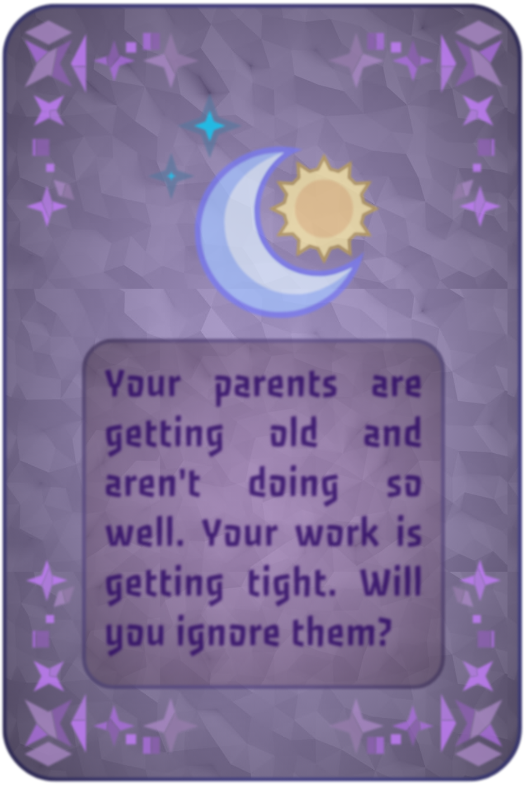 Your parents are
getting old and
aren't doing so
well. Your work is
getting tight. Will
you ignore them?